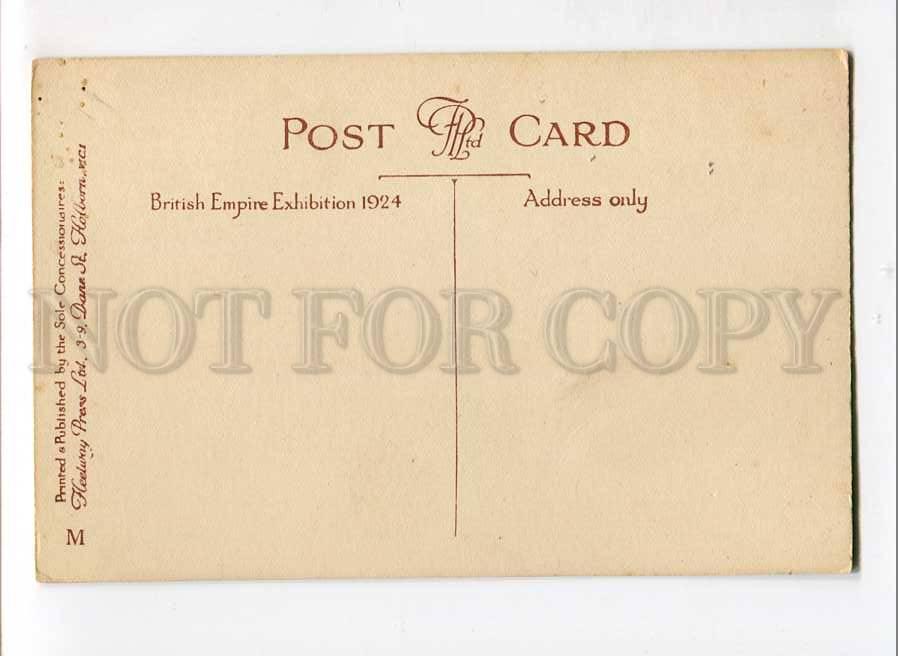 POST FPLtd CARD
British Empire Exhibition 1924
Address only
Printed & Published by the Sole Concessionaires:
Fleetway Press Ltd. 3-9, Dane St. Holborn, W.C.1
M
NOT FOR COPY